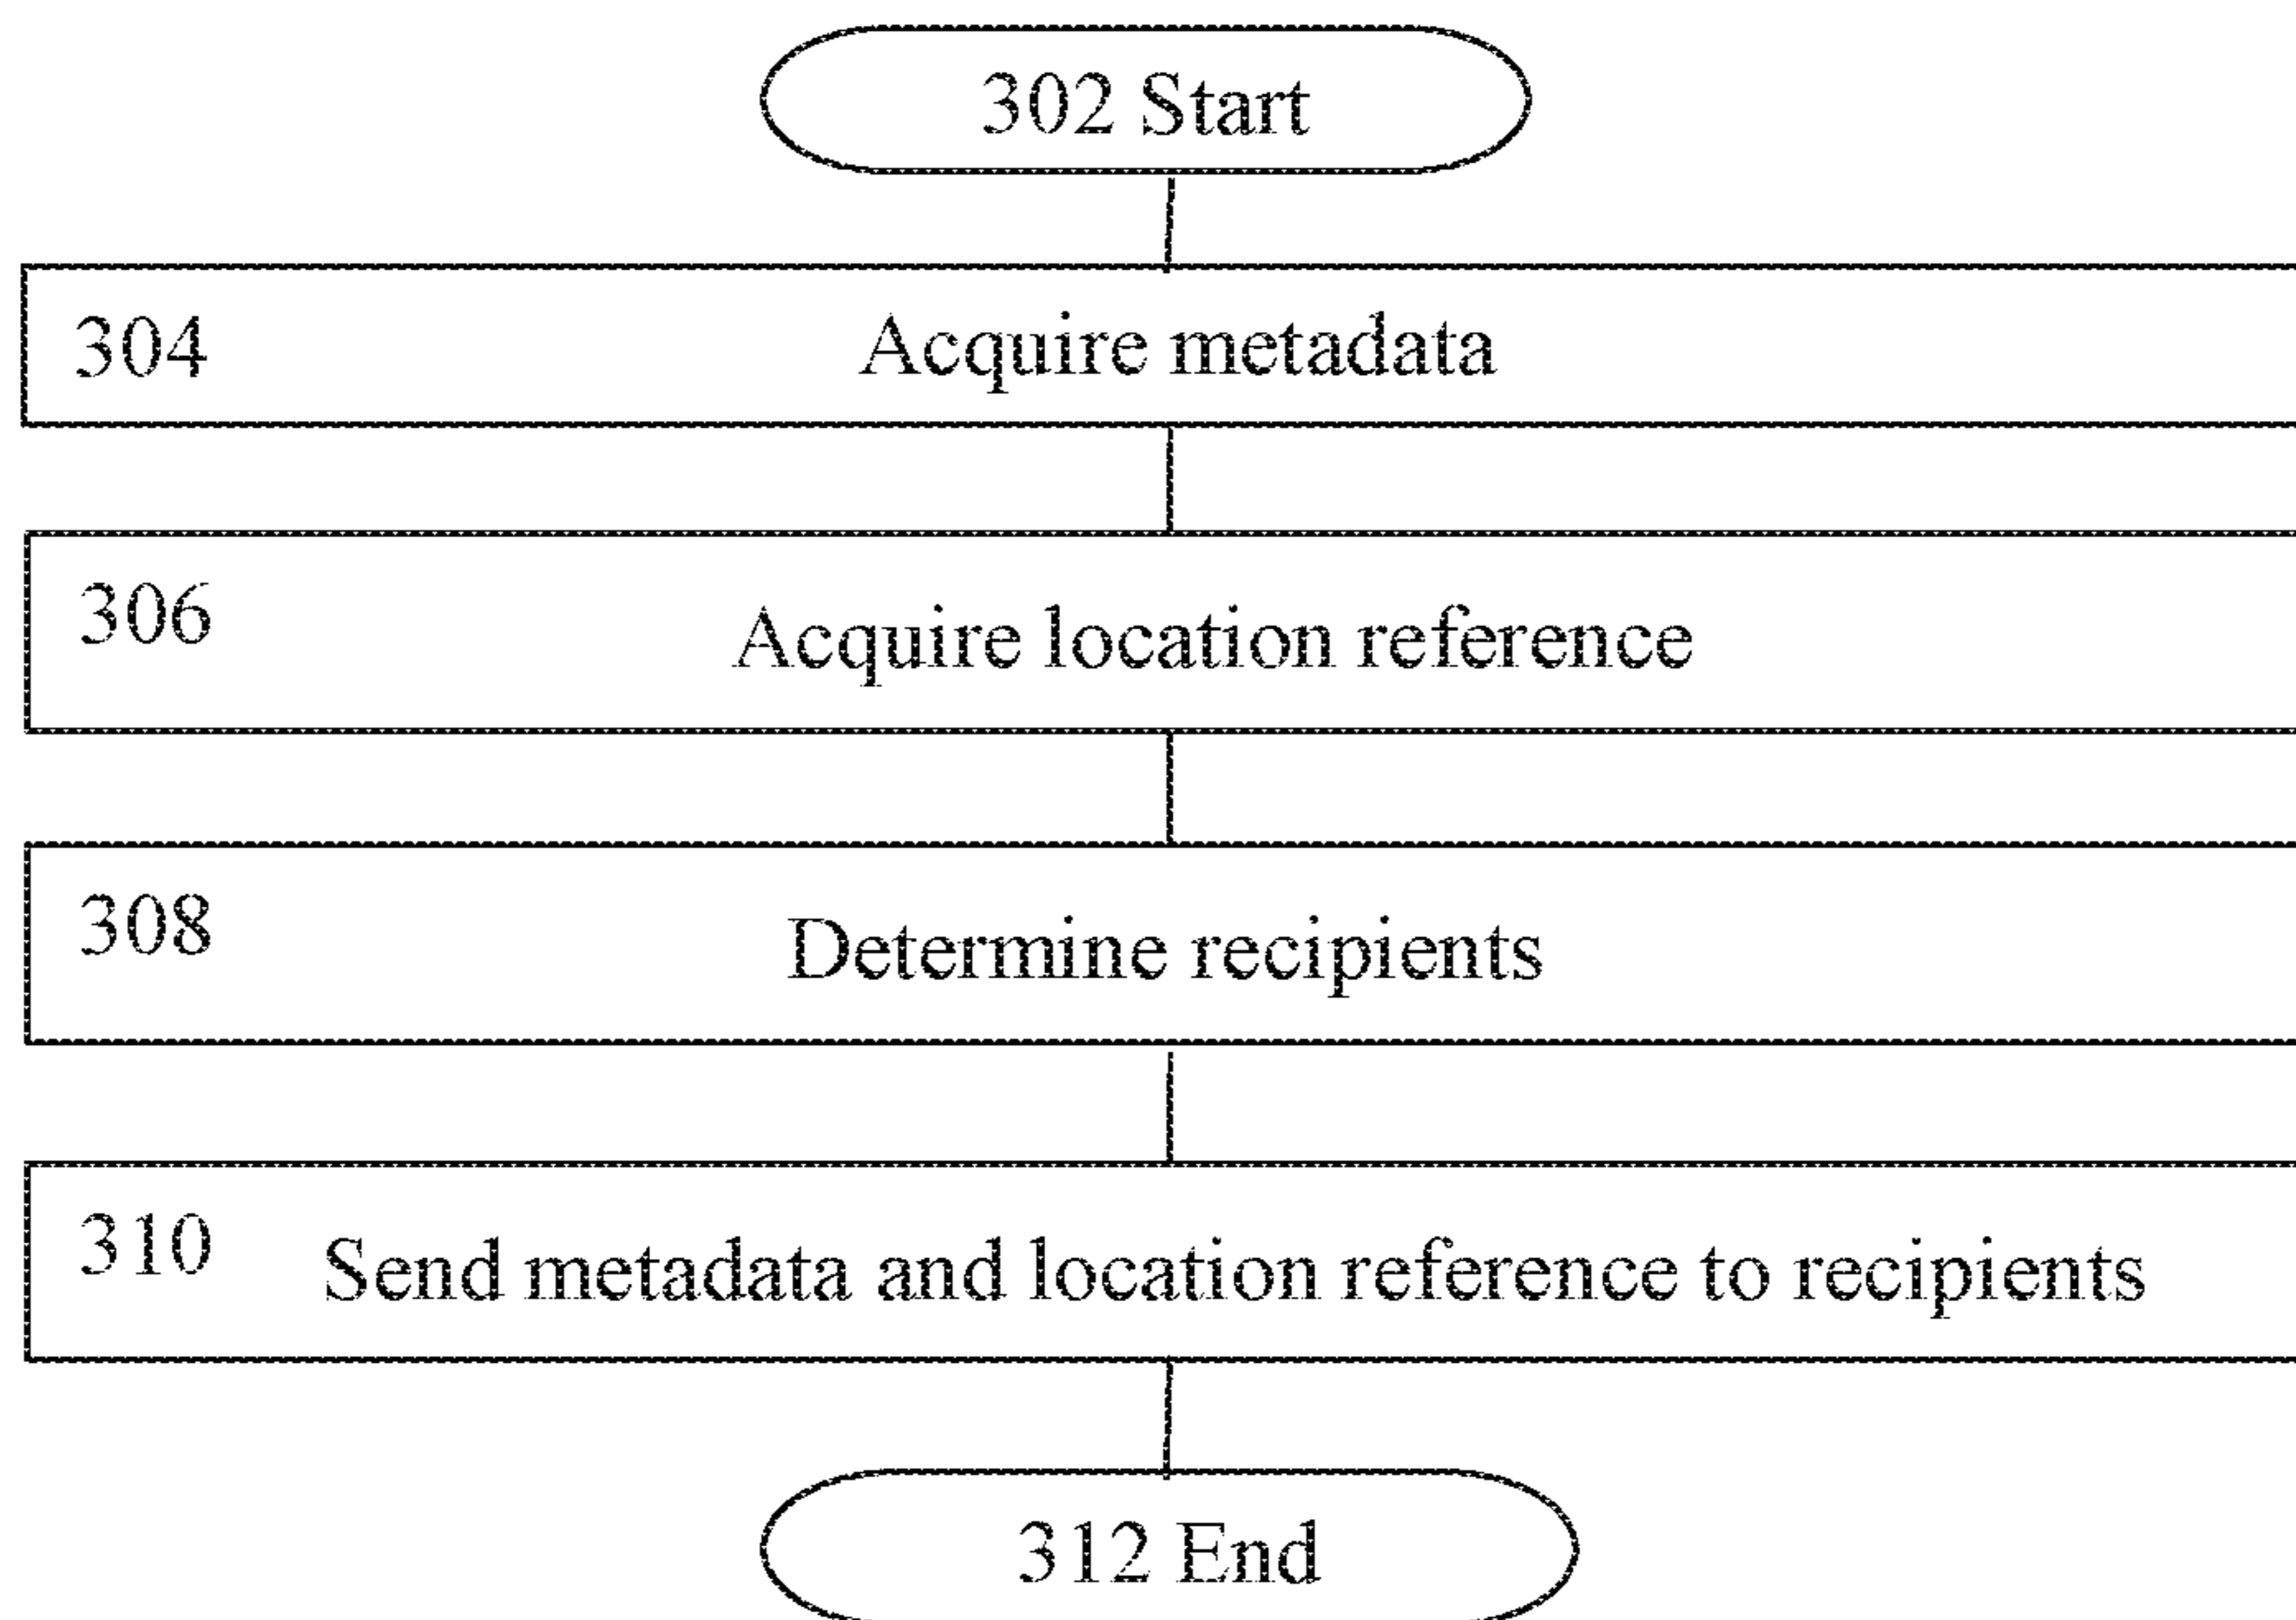 302 Start
304 Acquire metadata
306 Acquire location reference
308 Determine recipients
310 Send metadata and location reference to recipients
312 End